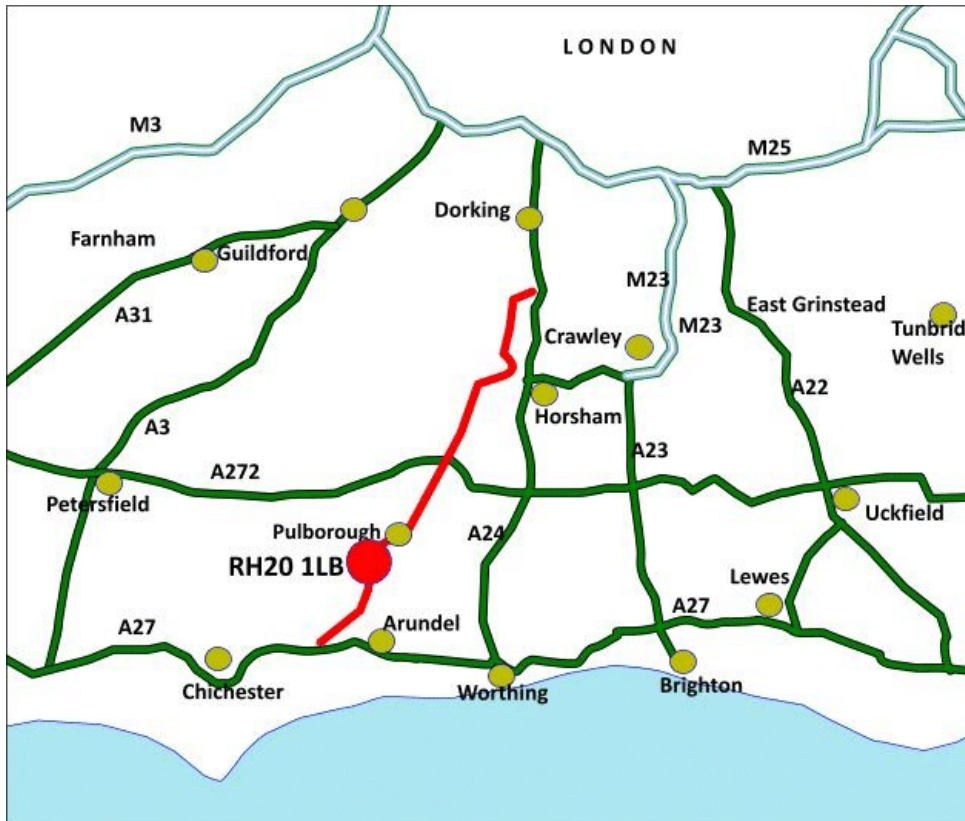 LONDON
M3
M25
Dorking
Farnham
Guildford
M23
East Grinstead
A31
M23
Crawley
Tunbrid
Wells
A22
A3
Horsham
A23
A272
Petersfield
Uckfield
Pulborough
A24
RH20 1LB
Lewes
A27
Arundel
A27
Chichester
Worthing
Brighton